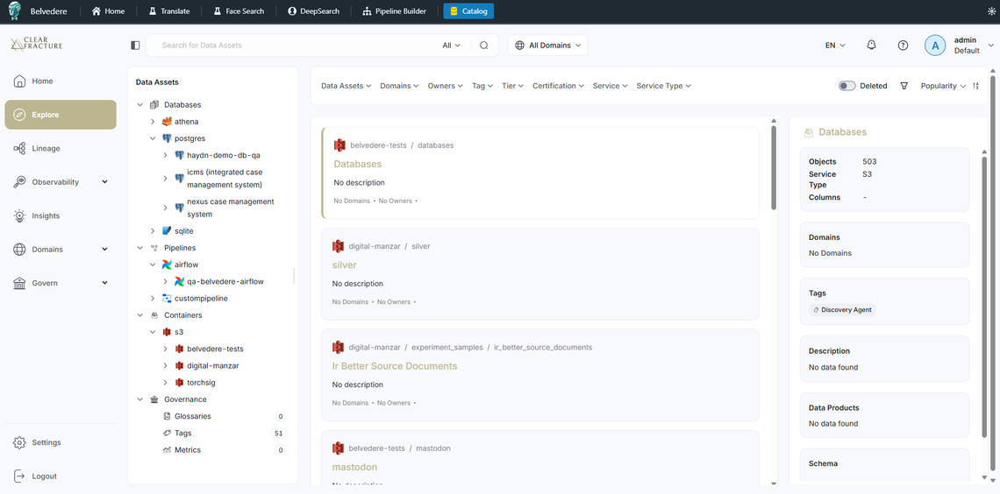 Belvedere
Home
Translate
Face Search
DeepSearch
Pipeline Builder
Catalog
CLEAR
FRACTURE
Search for Data Assets
All
All Domains
EN
admin
Default
A
Home
Explore
Lineage
Observability
Insights
Domains
Govern
Settings
Logout
Data Assets
Databases
athena
postgres
haydn-demo-db-qa
icms (integrated case
management system)
nexus case management
system
sqlite
Pipelines
airflow
qa-belvedere-airflow
custompipeline
Containers
s3
belvedere-tests
digital-manzar
torchsig
Governance
Glossaries 0
Tags 51
Metrics 0
Data Assets Domains Owners Tag Tier Certification Service Service Type
Deleted
Popularity
belvedere-tests / databases
Databases
No description
No Domains • No Owners •
digital-manzar / silver
silver
No description
No Domains • No Owners •
digital-manzar / experiment_samples / ir_better_source_documents
Ir Better Source Documents
No description
No Domains • No Owners •
belvedere-tests / mastodon
mastodon
No description
Databases
Objects 503
Service S3
Type
Columns -
Domains
No Domains
Tags
Discovery Agent
Description
No data found
Data Products
No data found
Schema